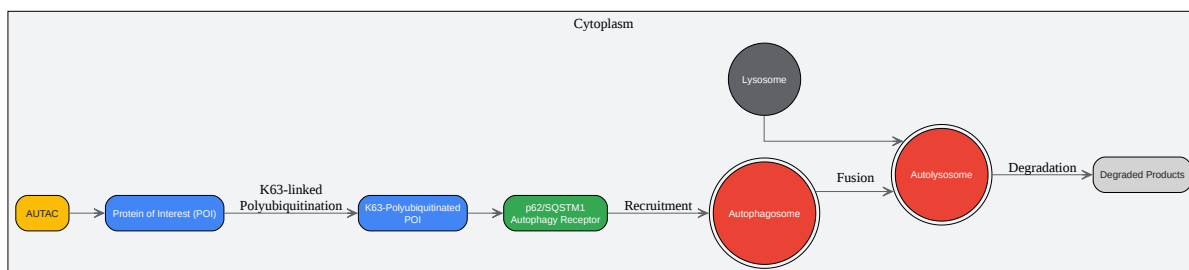 Cytoplasm
Lysosome
AUTAC
Protein of Interest (POI)
K63-linked
Polyubiquitination
K63-Polyubiquitinated
POI
p62/SQSTM1
Autophagy Receptor
Recruitment
Autophagosome
Fusion
Autolysosome
Degradation
Degraded Products